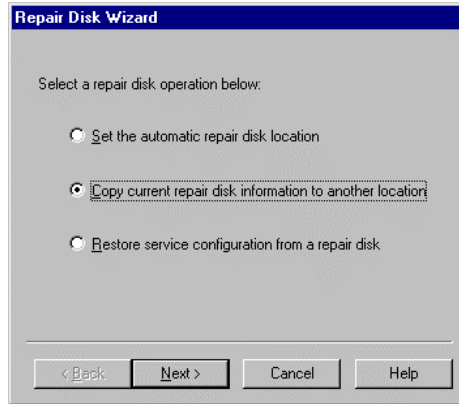 Repair Disk Wizard
Select a repair disk operation below:
Set the automatic repair disk location
Copy current repair disk information to another location
Restore service configuration from a repair disk
< Back Next > Cancel Help